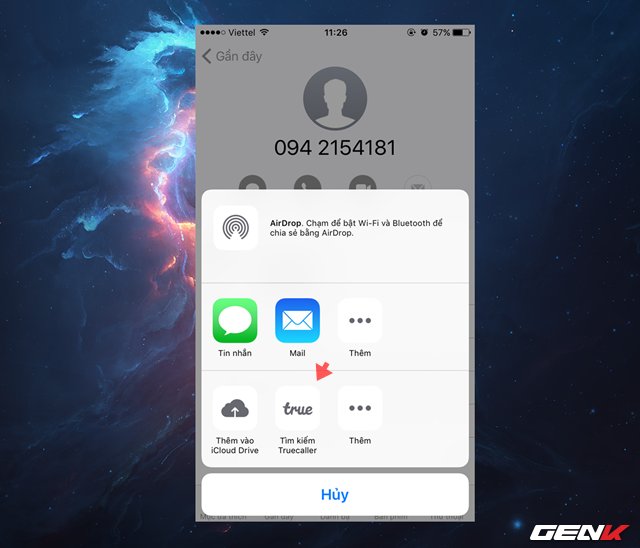 Viettel 11:26 57%
Gần đây
094 2154181
AirDrop. Chạm để bật Wi-Fi và Bluetooth để
chia sẻ bằng AirDrop.
Tin nhắn Mail Thêm
true
Thêm vào Tìm kiếm Thêm
iCloud Drive Truecaller
Hủy
GENK